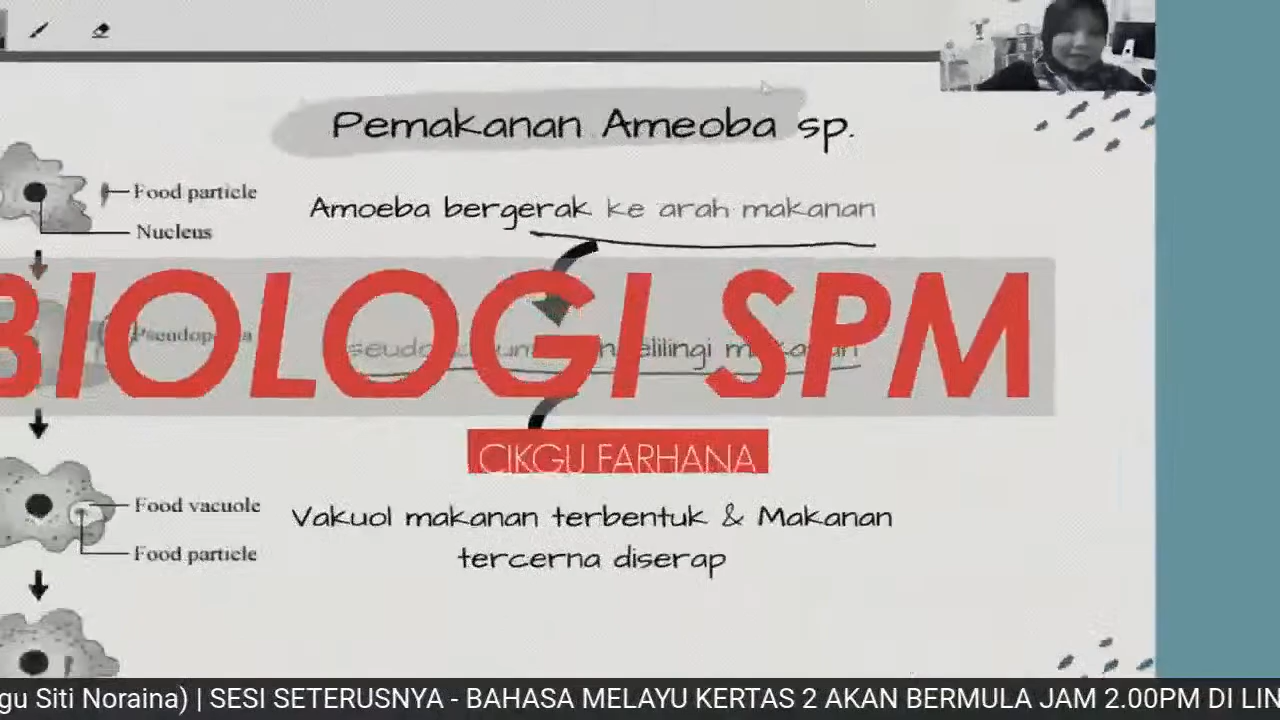 Pemakanan Ameoba sp.
Food particle
Amoeba bergerak ke arah makanan
Nucleus
BIOLOGI SPM
CIKGU FARHANA
Food vacuole
Vakuol makanan terbentuk & Makanan
Food particle
tercerna diserap
gu Siti Noraina) | SESI SETERUSNYA - BAHASA MELAYU KERTAS 2 AKAN BERMULA JAM 2.00PM DI LIN